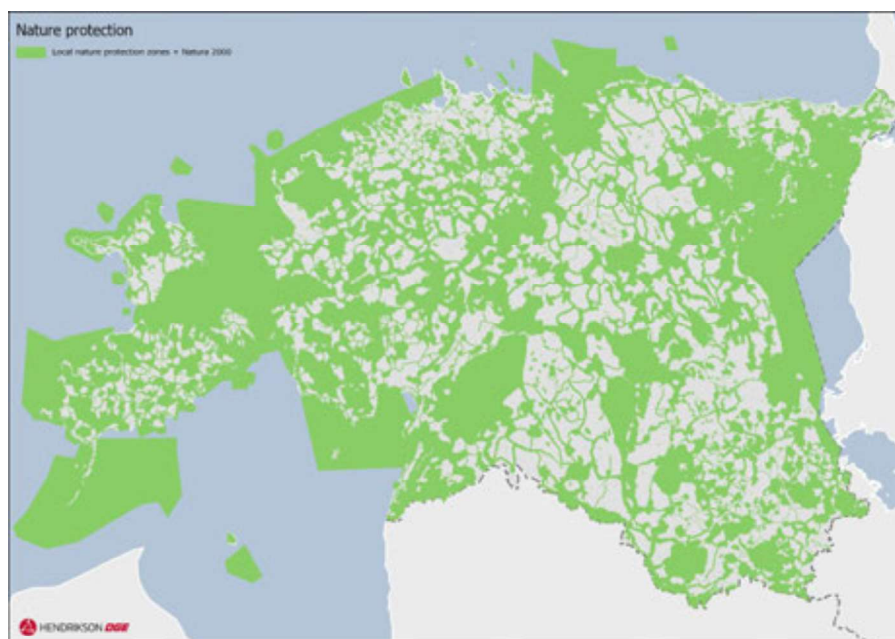 Nature protection
Local nature protection zones + Natura 2000
HENDRIKSON DGE